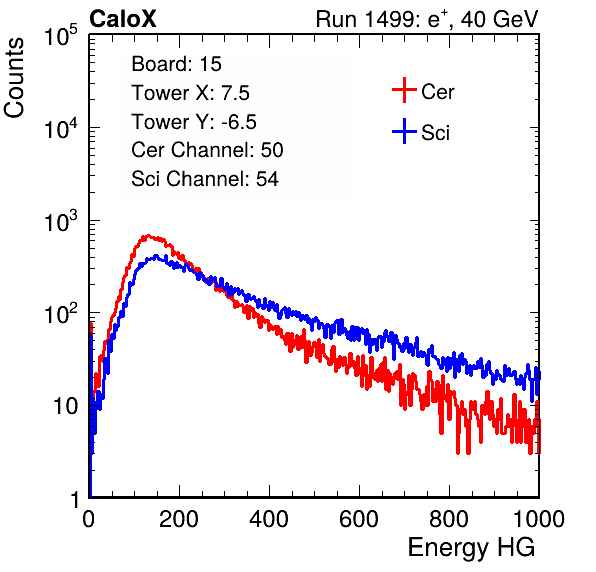 CaloX Run 1499: e⁺, 40 GeV
Counts
10⁵
10⁴
10³
10²
10
1
Board: 15
Tower X: 7.5
Tower Y: -6.5
Cer Channel: 50
Sci Channel: 54
Cer
Sci
0 200 400 600 800 1000
Energy HG